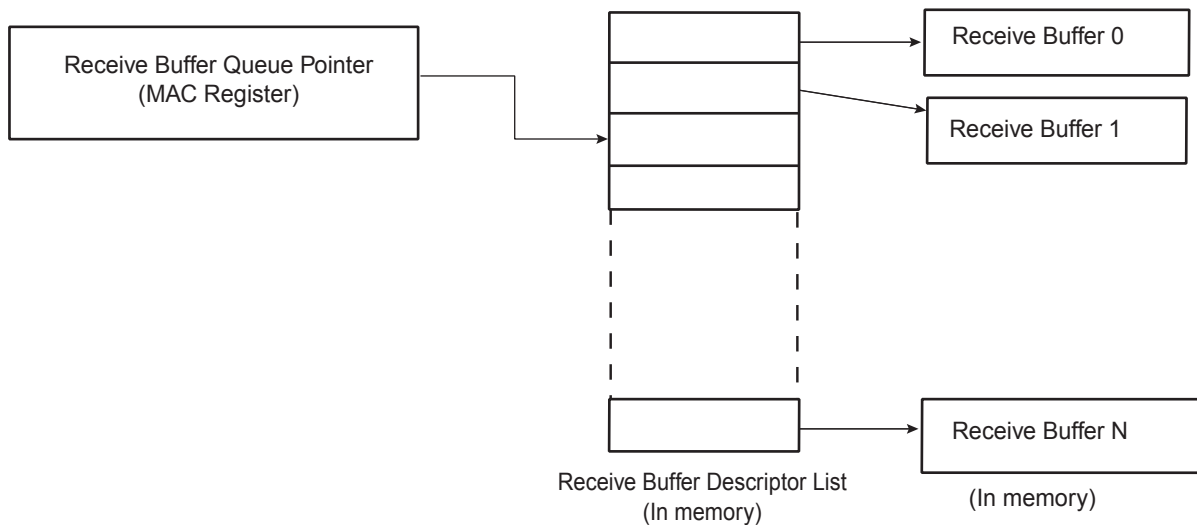 Receive Buffer Queue Pointer
(MAC Register)
Receive Buffer 0
Receive Buffer 1
Receive Buffer N
Receive Buffer Descriptor List
(In memory)
(In memory)